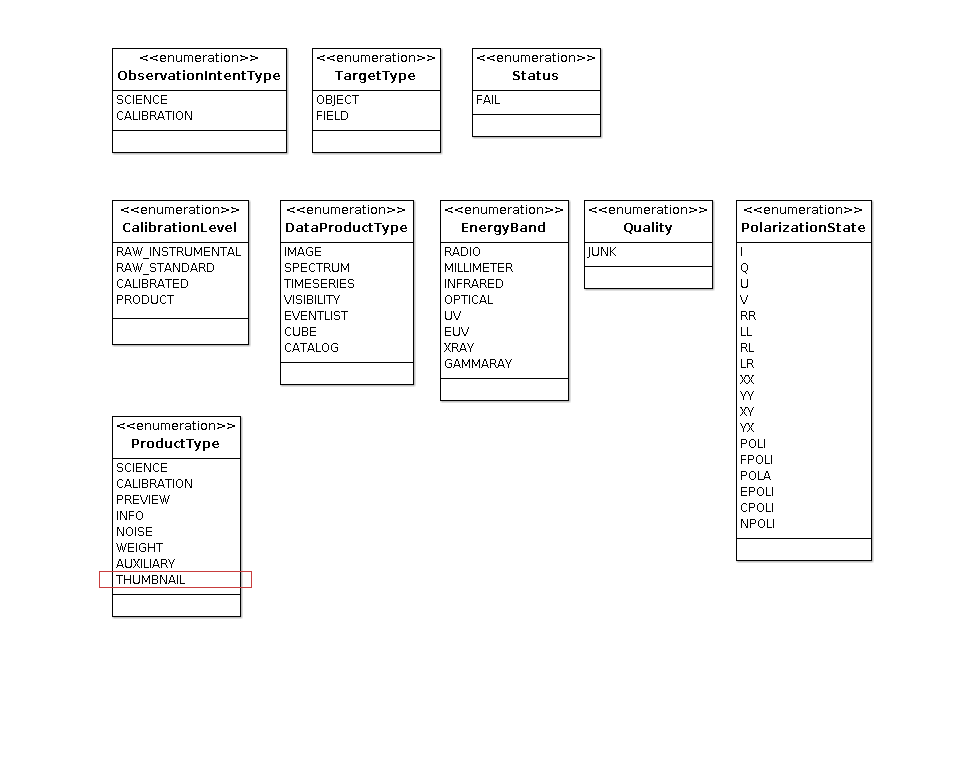 <<enumeration>>
ObservationIntentType
SCIENCE
CALIBRATION
<<enumeration>>
TargetType
OBJECT
FIELD
<<enumeration>>
Status
FAIL
<<enumeration>>
CalibrationLevel
RAW_INSTRUMENTAL
RAW_STANDARD
CALIBRATED
PRODUCT
<<enumeration>>
DataProductType
IMAGE
SPECTRUM
TIMESERIES
VISIBILITY
EVENTLIST
CUBE
CATALOG
<<enumeration>>
EnergyBand
RADIO
MILLIMETER
INFRARED
OPTICAL
UV
EUV
XRAY
GAMMARAY
<<enumeration>>
Quality
JUNK
<<enumeration>>
PolarizationState
I
Q
U
V
RR
LL
RL
LR
XX
YY
XY
YX
POLI
FPOLI
POLA
EPOLI
CPOLI
NPOLI
<<enumeration>>
ProductType
SCIENCE
CALIBRATION
PREVIEW
INFO
NOISE
WEIGHT
AUXILIARY
THUMBNAIL